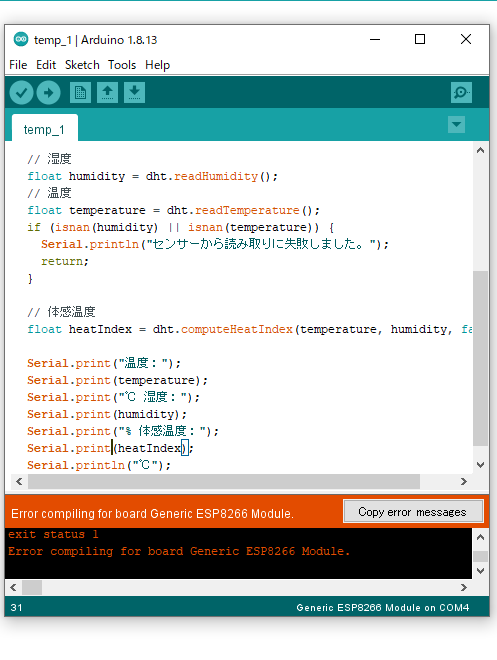 temp_1 | Arduino 1.8.13
File Edit Sketch Tools Help
temp_1
// 湿度
float humidity = dht.readHumidity();
// 温度
float temperature = dht.readTemperature();
if (isnan(humidity) || isnan(temperature)) {
Serial.println("センサーから読み取りに失敗しました。");
return;
}
// 体感温度
float heatIndex = dht.computeHeatIndex(temperature, humidity, fa
Serial.print("温度：");
Serial.print(temperature);
Serial.print("℃ 湿度：");
Serial.print(humidity);
Serial.print("% 体感温度：");
Serial.print(heatIndex);
Serial.println("℃");
Error compiling for board Generic ESP8266 Module.
Copy error messages
exit status 1
Error compiling for board Generic ESP8266 Module.
31
Generic ESP8266 Module on COM4